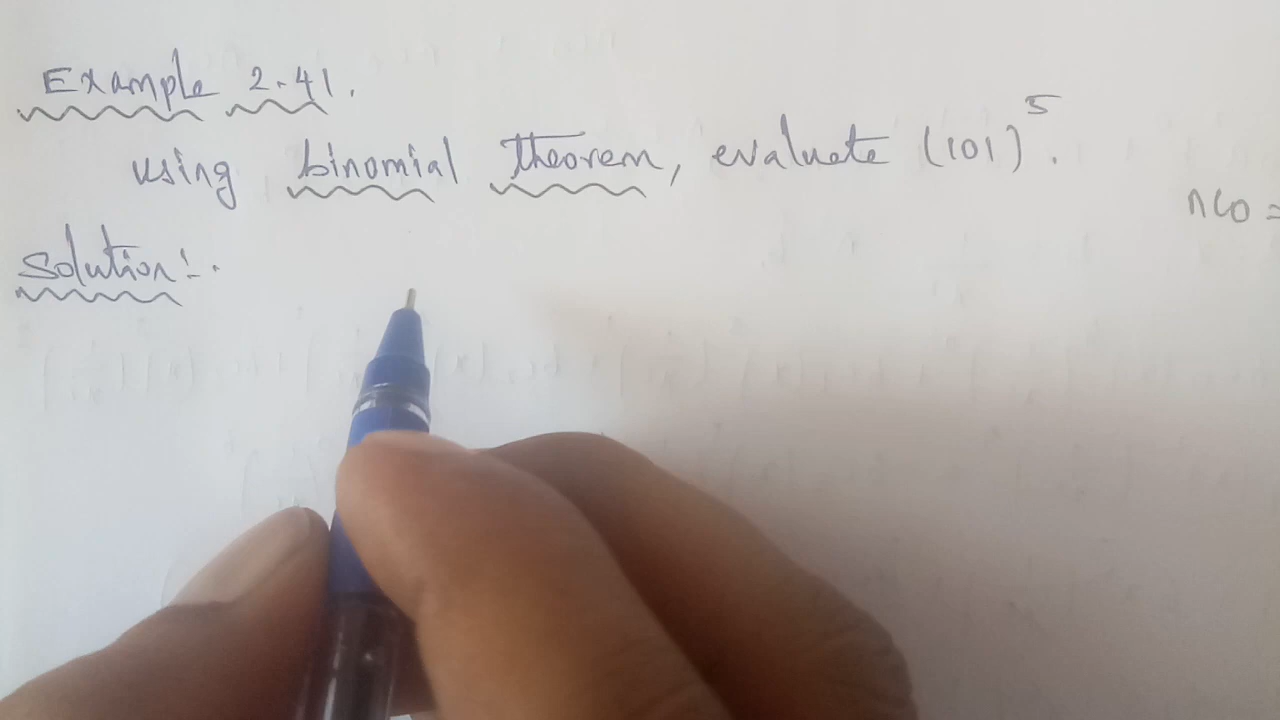 Example 2.41.
using binomial theorem, evaluate (101)⁵.
nC0 =
Solution:-.